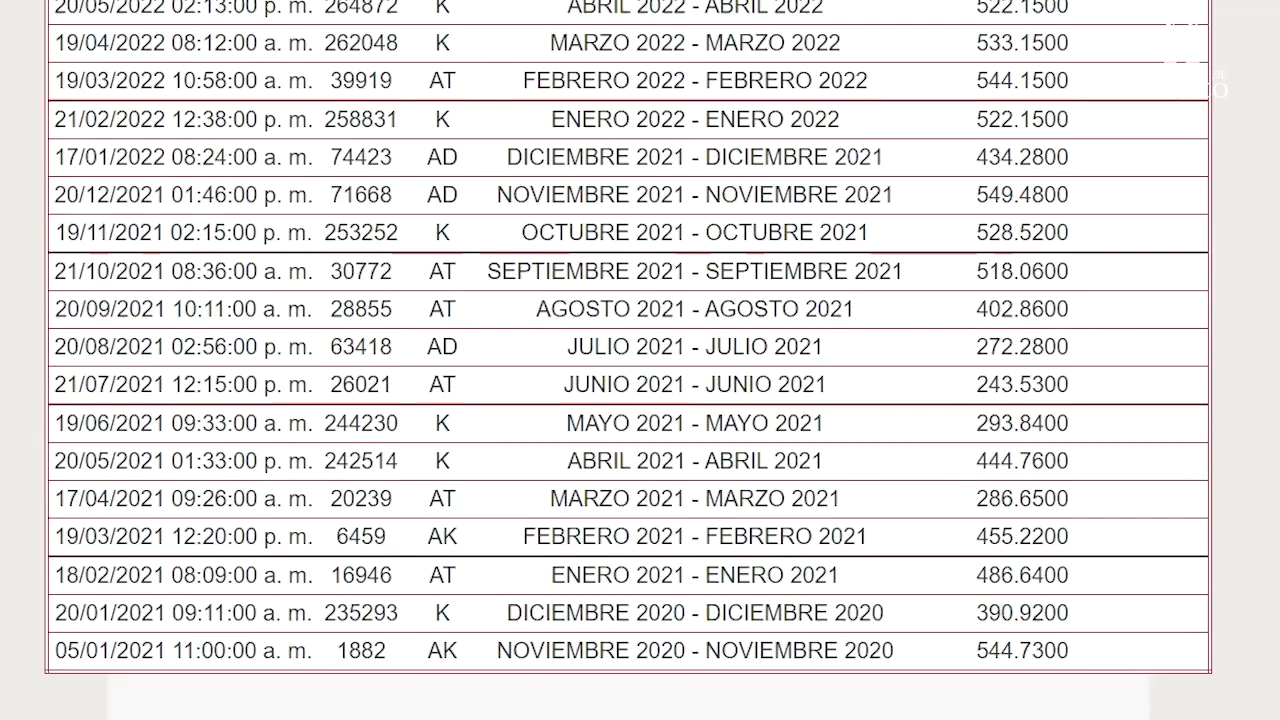 20/05/2022 02:13:00 p. m. 264872 K ABRIL 2022 - ABRIL 2022 522.1500
19/04/2022 08:12:00 a. m. 262048 K MARZO 2022 - MARZO 2022 533.1500
19/03/2022 10:58:00 a. m. 39919 AT FEBRERO 2022 - FEBRERO 2022 544.1500
21/02/2022 12:38:00 p. m. 258831 K ENERO 2022 - ENERO 2022 522.1500
17/01/2022 08:24:00 a. m. 74423 AD DICIEMBRE 2021 - DICIEMBRE 2021 434.2800
20/12/2021 01:46:00 p. m. 71668 AD NOVIEMBRE 2021 - NOVIEMBRE 2021 549.4800
19/11/2021 02:15:00 p. m. 253252 K OCTUBRE 2021 - OCTUBRE 2021 528.5200
21/10/2021 08:36:00 a. m. 30772 AT SEPTIEMBRE 2021 - SEPTIEMBRE 2021 518.0600
20/09/2021 10:11:00 a. m. 28855 AT AGOSTO 2021 - AGOSTO 2021 402.8600
20/08/2021 02:56:00 p. m. 63418 AD JULIO 2021 - JULIO 2021 272.2800
21/07/2021 12:15:00 p. m. 26021 AT JUNIO 2021 - JUNIO 2021 243.5300
19/06/2021 09:33:00 a. m. 244230 K MAYO 2021 - MAYO 2021 293.8400
20/05/2021 01:33:00 p. m. 242514 K ABRIL 2021 - ABRIL 2021 444.7600
17/04/2021 09:26:00 a. m. 20239 AT MARZO 2021 - MARZO 2021 286.6500
19/03/2021 12:20:00 p. m. 6459 AK FEBRERO 2021 - FEBRERO 2021 455.2200
18/02/2021 08:09:00 a. m. 16946 AT ENERO 2021 - ENERO 2021 486.6400
20/01/2021 09:11:00 a. m. 235293 K DICIEMBRE 2020 - DICIEMBRE 2020 390.9200
05/01/2021 11:00:00 a. m. 1882 AK NOVIEMBRE 2020 - NOVIEMBRE 2020 544.7300